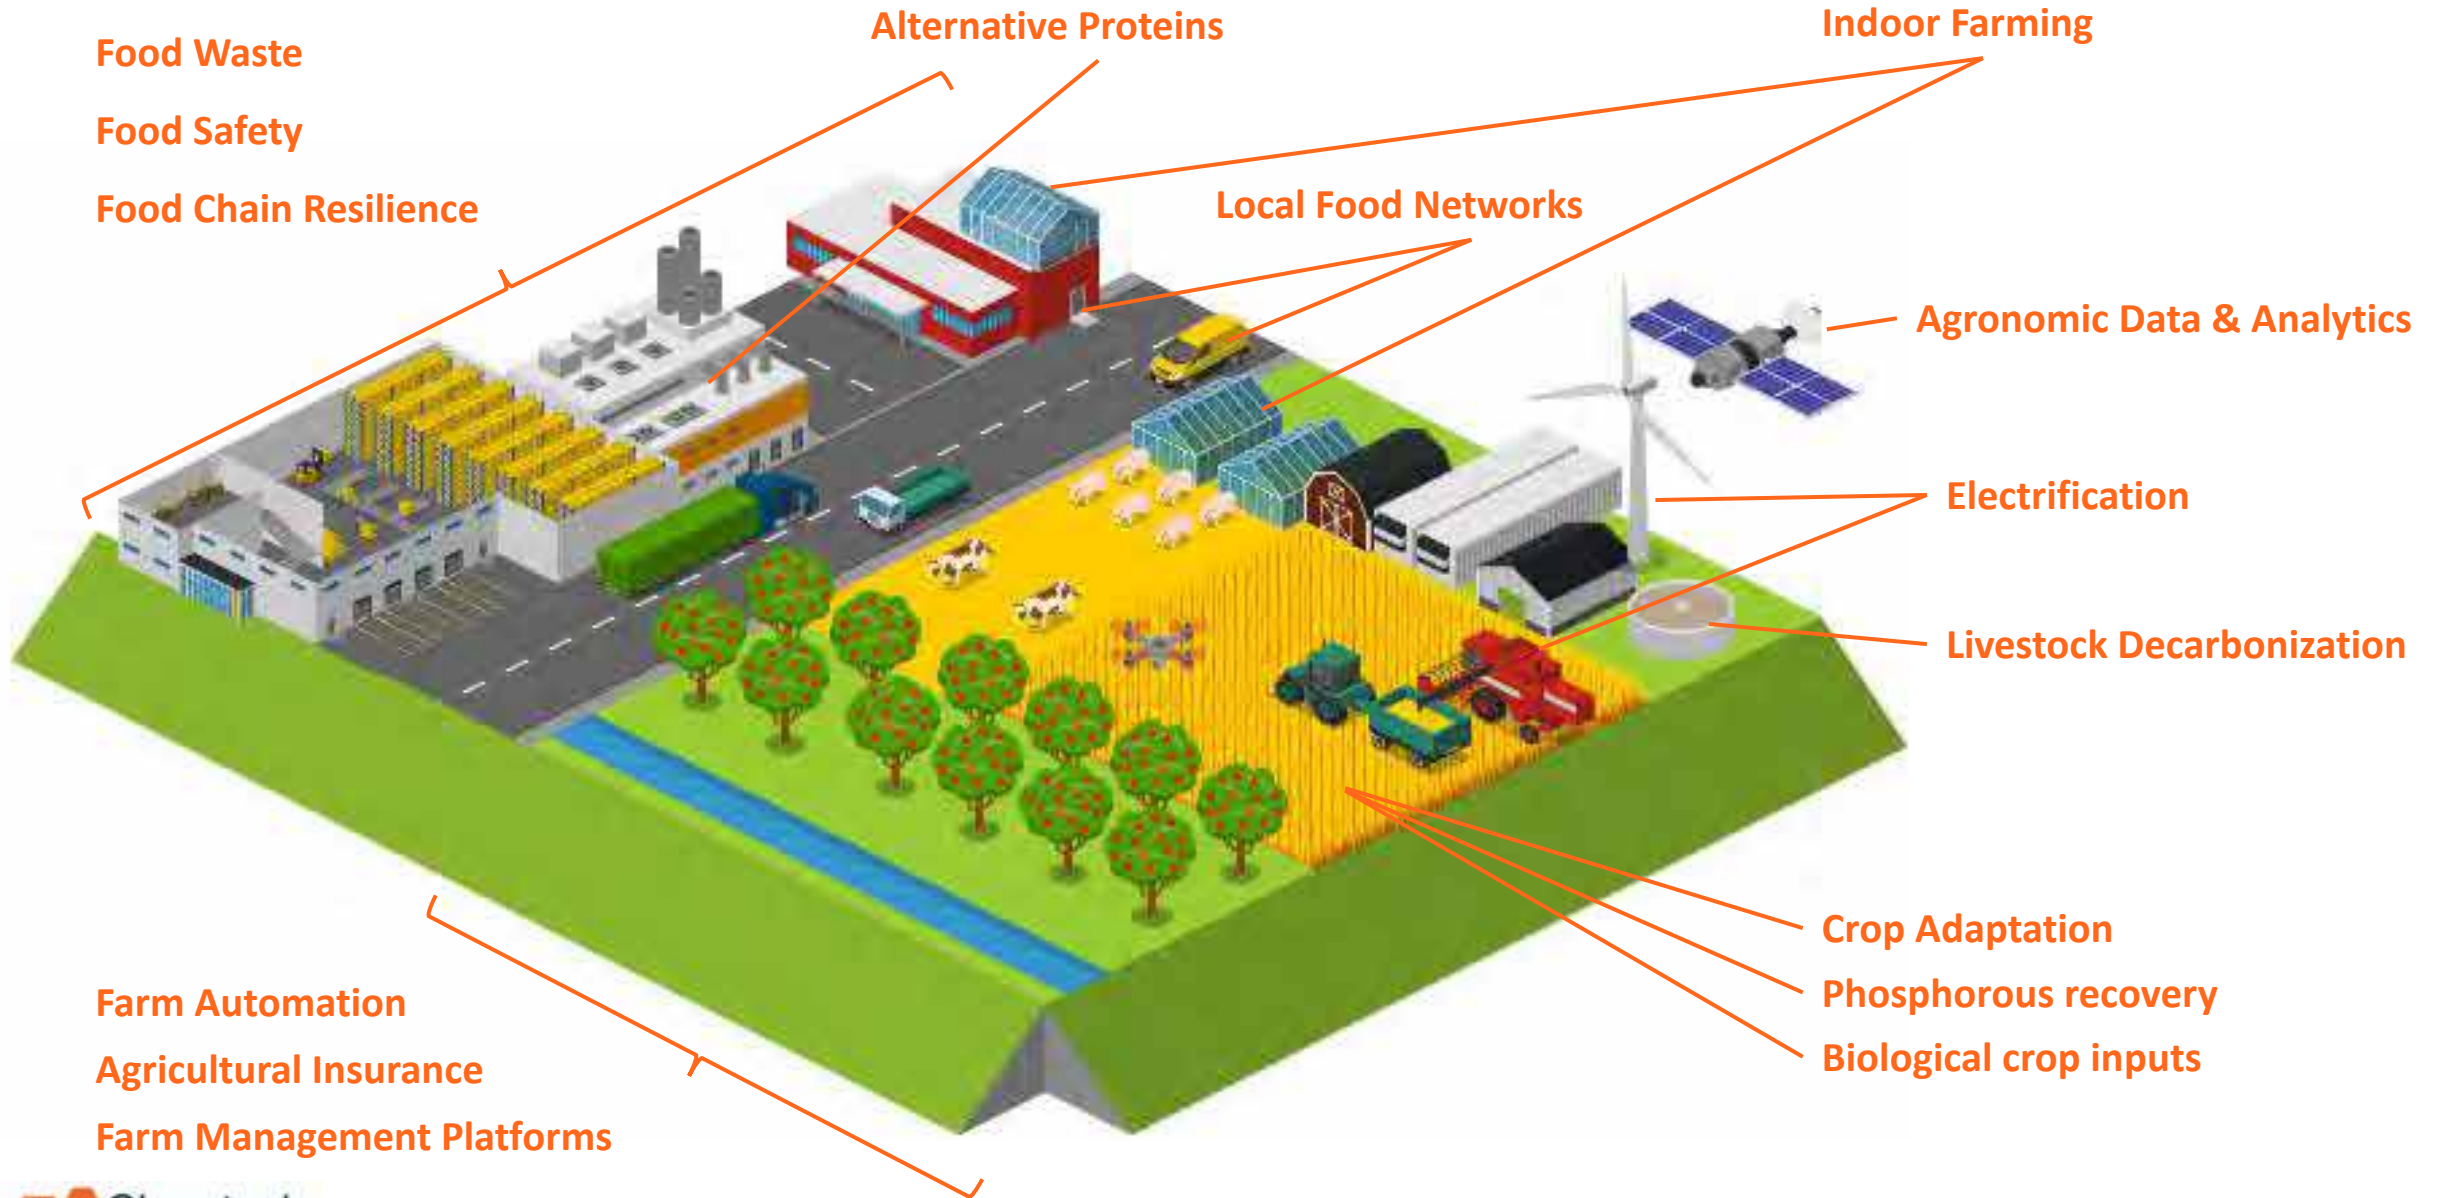 Alternative Proteins
Indoor Farming
Food Waste
Food Safety
Food Chain Resilience
Local Food Networks
Agronomic Data & Analytics
Electrification
Livestock Decarbonization
Crop Adaptation
Phosphorous recovery
Biological crop inputs
Farm Automation
Agricultural Insurance
Farm Management Platforms